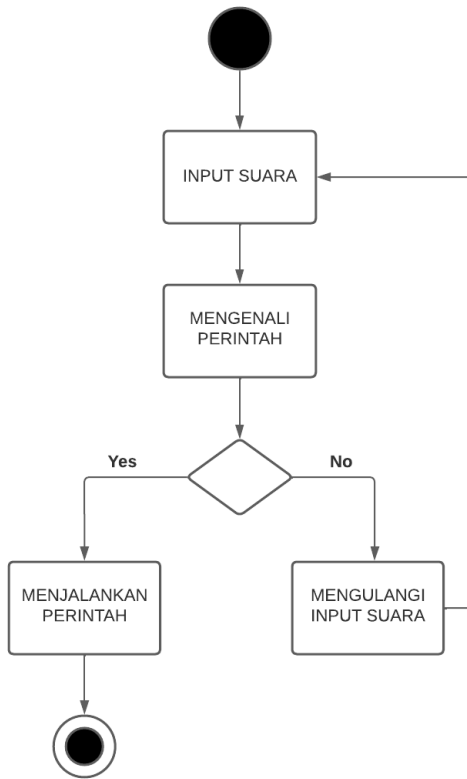 INPUT SUARA
MENGENALI
PERINTAH
Yes
No
MENJALANKAN
PERINTAH
MENGULANGI
INPUT SUARA